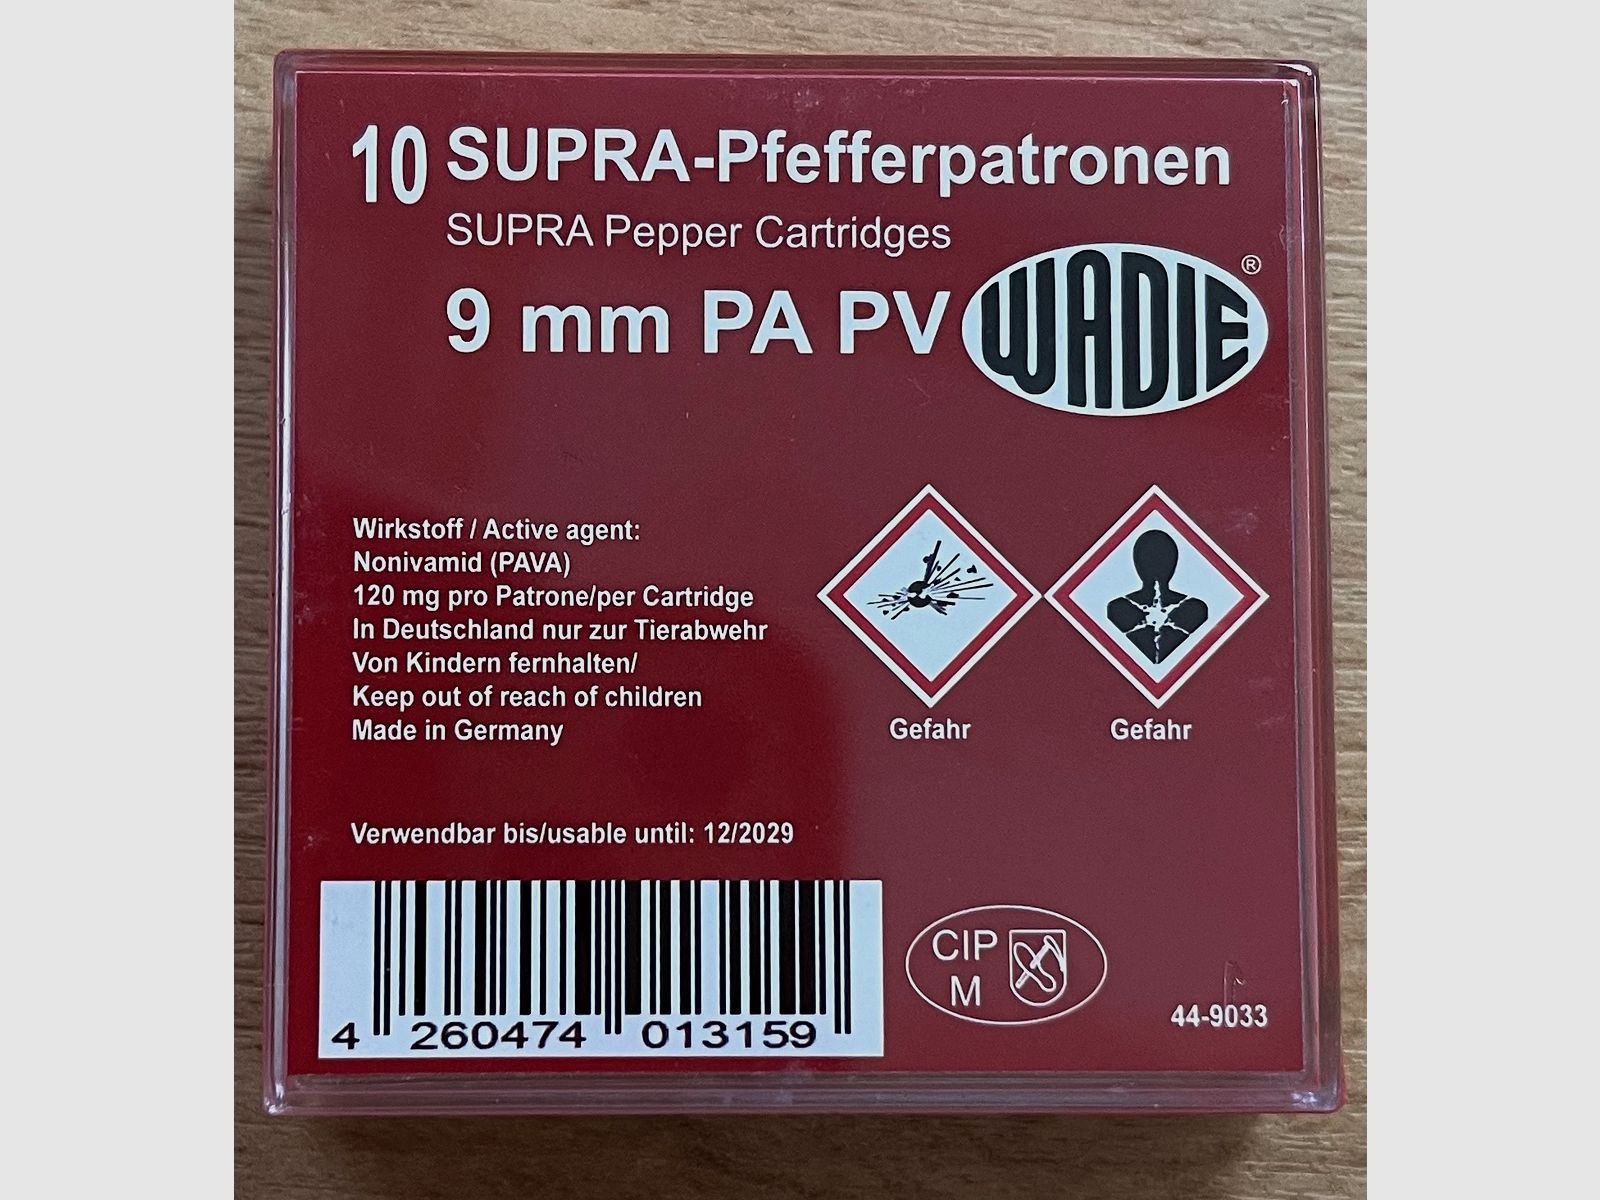 10 SUPRA-Pfefferpatronen
SUPRA Pepper Cartridges
9 mm PA PV
WADIE ®
Wirkstoff / Active agent:
Nonivamid (PAVA)
120 mg pro Patrone/per Cartridge
In Deutschland nur zur Tierabwehr
Von Kindern fernhalten/
Keep out of reach of children
Made in Germany
Gefahr
Gefahr
Verwendbar bis/usable until: 12/2029
4 260474 013159
CIP
M
44-9033